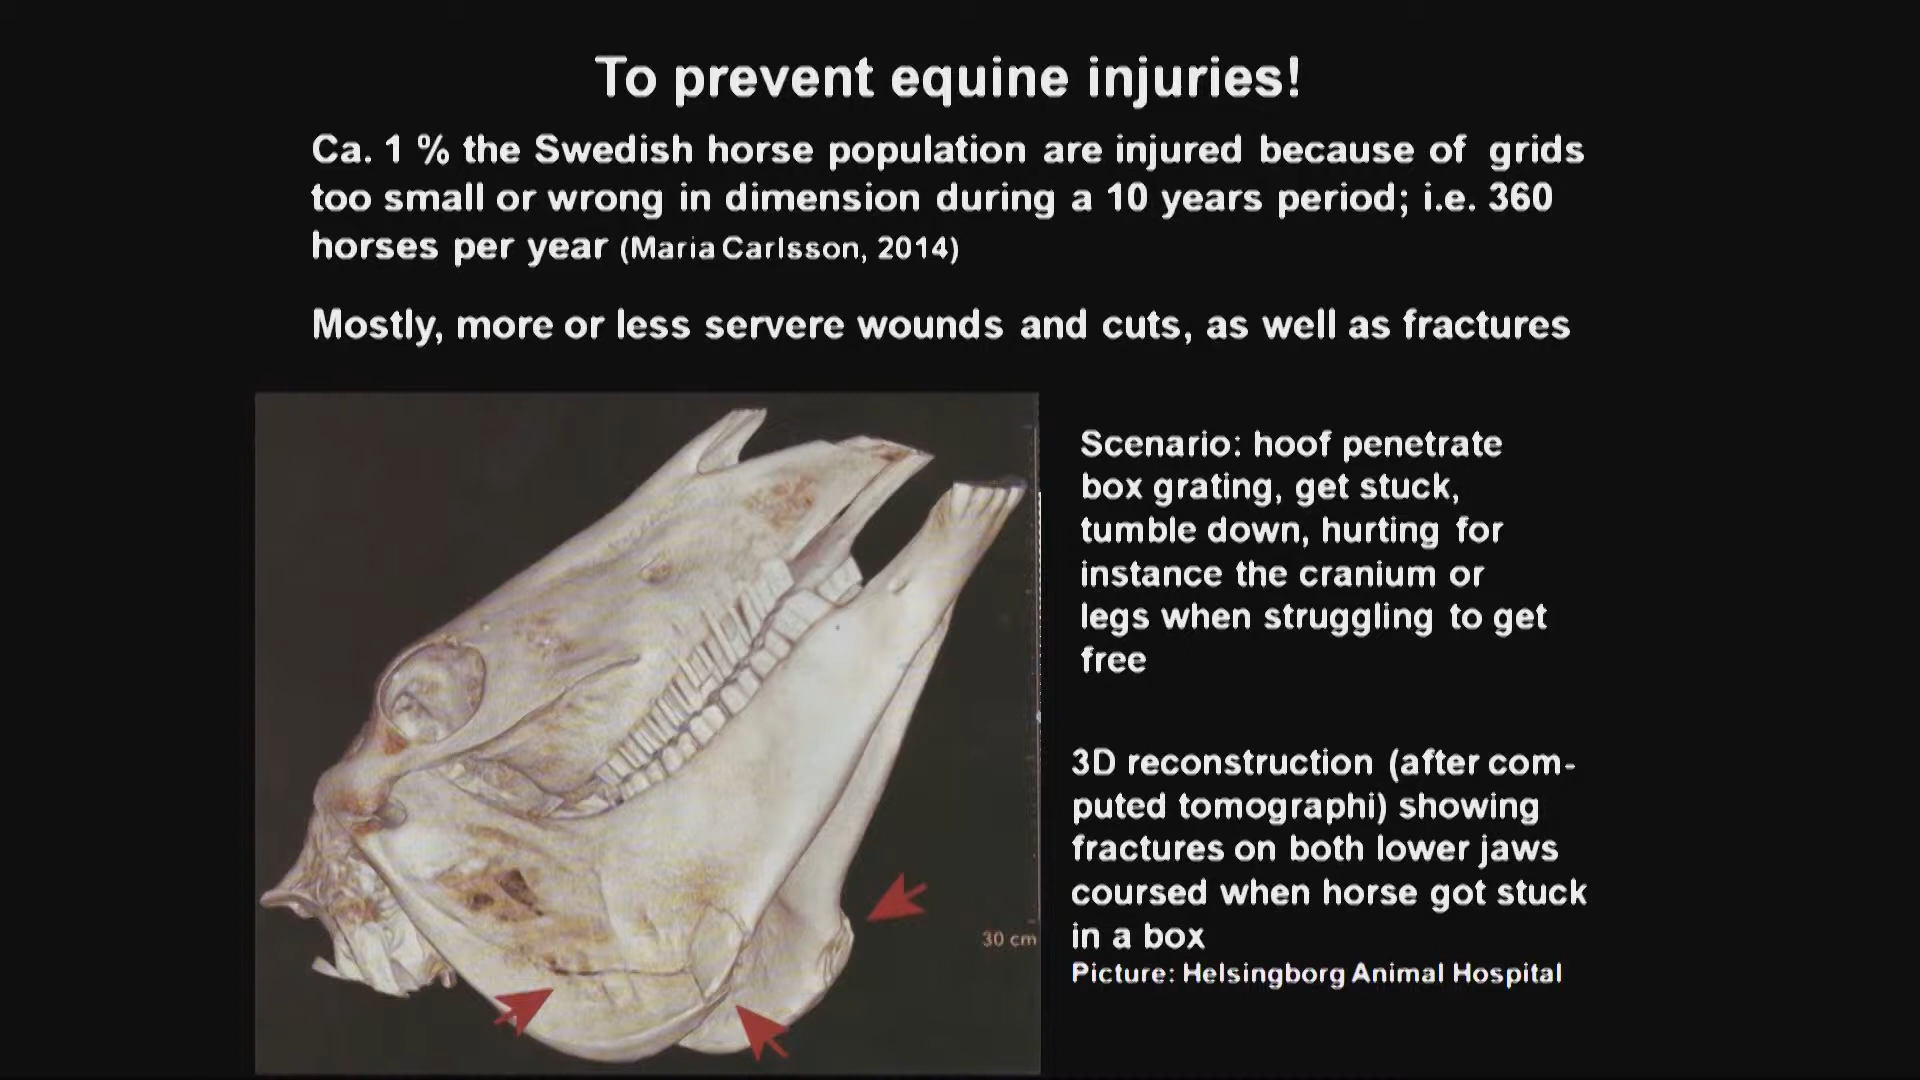 To prevent equine injuries!
Ca. 1 % the Swedish horse population are injured because of grids
too small or wrong in dimension during a 10 years period; i.e. 360
horses per year (Maria Carlsson, 2014)
Mostly, more or less servere wounds and cuts, as well as fractures
Scenario: hoof penetrate
box grating, get stuck,
tumble down, hurting for
instance the cranium or
legs when struggling to get
free
3D reconstruction (after com-
puted tomographi) showing
fractures on both lower jaws
coursed when horse got stuck
in a box
Picture: Helsingborg Animal Hospital
30 cm